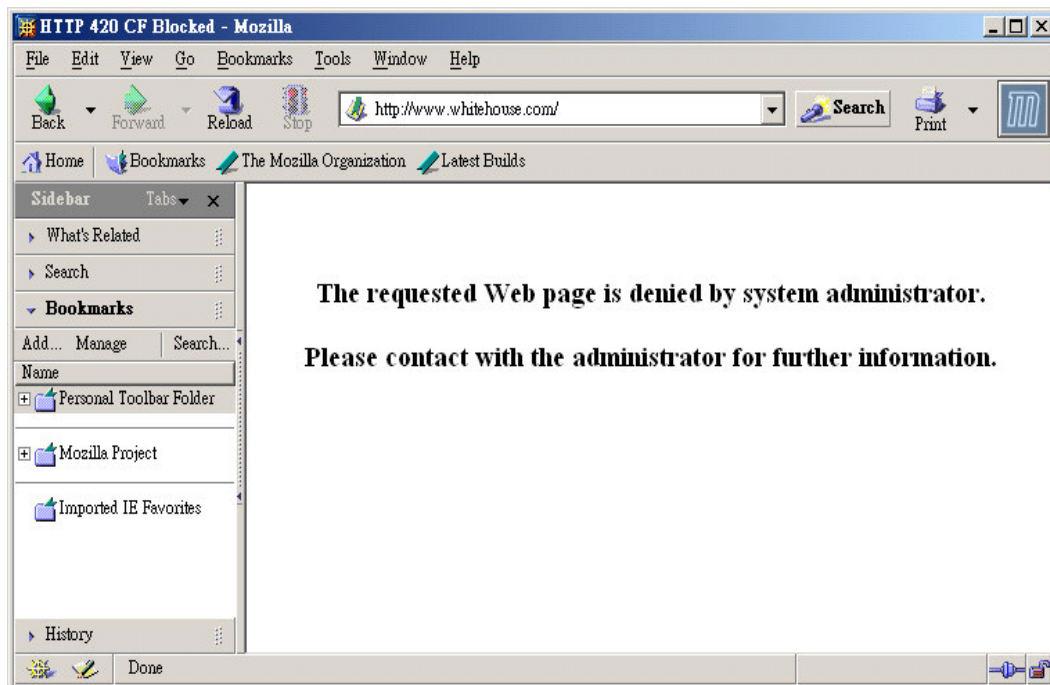 HTTP 420 CF Blocked - Mozilla
File Edit View Go Bookmarks Tools Window Help
Back Forward Reload Stop http://www.whitehouse.com/ Search Print
Home Bookmarks The Mozilla Organization Latest Builds
Sidebar Tabs
What's Related
Search
Bookmarks
Add... Manage Search...
Name
Personal Toolbar Folder
Mozilla Project
Imported IE Favorites
History
The requested Web page is denied by system administrator.
Please contact with the administrator for further information.
Done